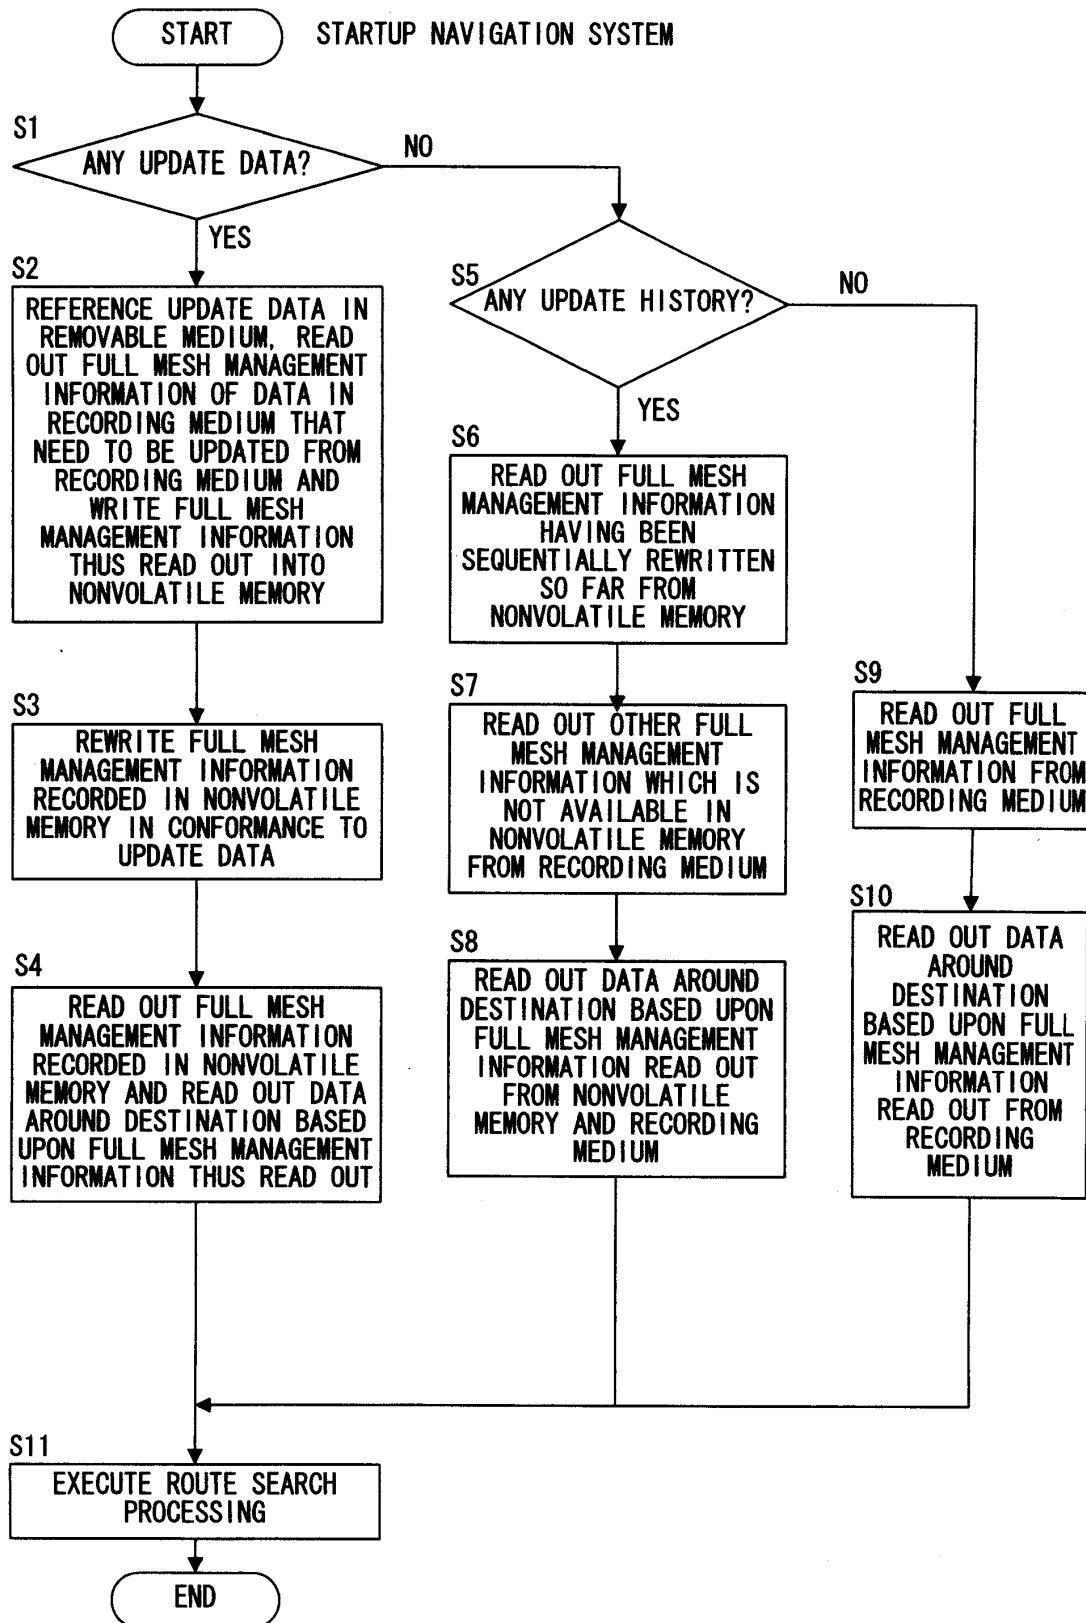 START
STARTUP NAVIGATION SYSTEM
S1
ANY UPDATE DATA?
NO
YES
S2
REFERENCE UPDATE DATA IN
REMOVABLE MEDIUM, READ
OUT FULL MESH MANAGEMENT
INFORMATION OF DATA IN
RECORDING MEDIUM THAT
NEED TO BE UPDATED FROM
RECORDING MEDIUM AND
WRITE FULL MESH
MANAGEMENT INFORMATION
THUS READ OUT INTO
NONVOLATILE MEMORY
S3
REWRITE FULL MESH
MANAGEMENT INFORMATION
RECORDED IN NONVOLATILE
MEMORY IN CONFORMANCE TO
UPDATE DATA
S4
READ OUT FULL MESH
MANAGEMENT INFORMATION
RECORDED IN NONVOLATILE
MEMORY AND READ OUT DATA
AROUND DESTINATION BASED
UPON FULL MESH MANAGEMENT
INFORMATION THUS READ OUT
S5
ANY UPDATE HISTORY?
NO
YES
S6
READ OUT FULL MESH
MANAGEMENT INFORMATION
HAVING BEEN
SEQUENTIALLY REWRITTEN
SO FAR FROM
NONVOLATILE MEMORY
S7
READ OUT OTHER FULL
MESH MANAGEMENT
INFORMATION WHICH IS
NOT AVAILABLE IN
NONVOLATILE MEMORY
FROM RECORDING MEDIUM
S8
READ OUT DATA AROUND
DESTINATION BASED UPON
FULL MESH MANAGEMENT
INFORMATION READ OUT
FROM NONVOLATILE
MEMORY AND RECORDING
MEDIUM
S9
READ OUT FULL
MESH MANAGEMENT
INFORMATION FROM
RECORDING MEDIUM
S10
READ OUT DATA
AROUND
DESTINATION
BASED UPON FULL
MESH MANAGEMENT
INFORMATION
READ OUT FROM
RECORDING
MEDIUM
S11
EXECUTE ROUTE SEARCH
PROCESSING
END